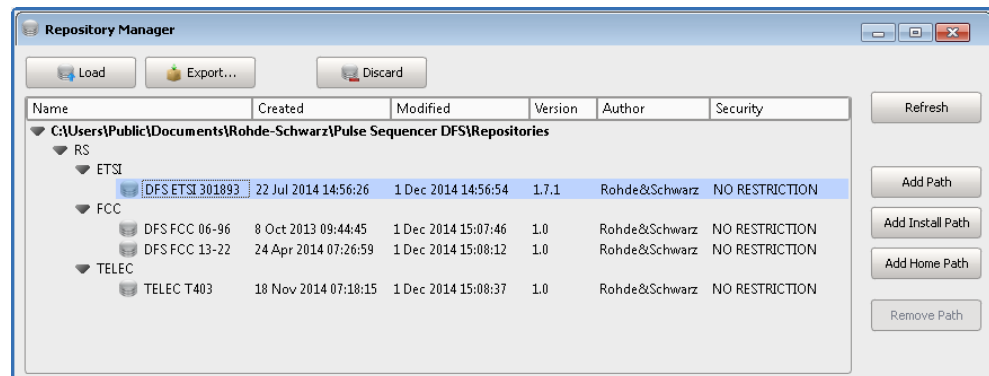 Repository Manager
Load Export... Discard
Name Created Modified Version Author Security
Refresh
C:\Users\Public\Documents\Rohde-Schwarz\Pulse Sequencer DFS\Repositories
RS
ETSI
DFS ETSI 301893 22 Jul 2014 14:56:26 1 Dec 2014 14:56:54 1.7.1 Rohde&Schwarz NO RESTRICTION
Add Path
FCC
DFS FCC 06-96 8 Oct 2013 09:44:45 1 Dec 2014 15:07:46 1.0 Rohde&Schwarz NO RESTRICTION
Add Install Path
DFS FCC 13-22 24 Apr 2014 07:26:59 1 Dec 2014 15:08:12 1.0 Rohde&Schwarz NO RESTRICTION
TELEC
Add Home Path
TELEC T403 18 Nov 2014 07:18:15 1 Dec 2014 15:08:37 1.0 Rohde&Schwarz NO RESTRICTION
Remove Path